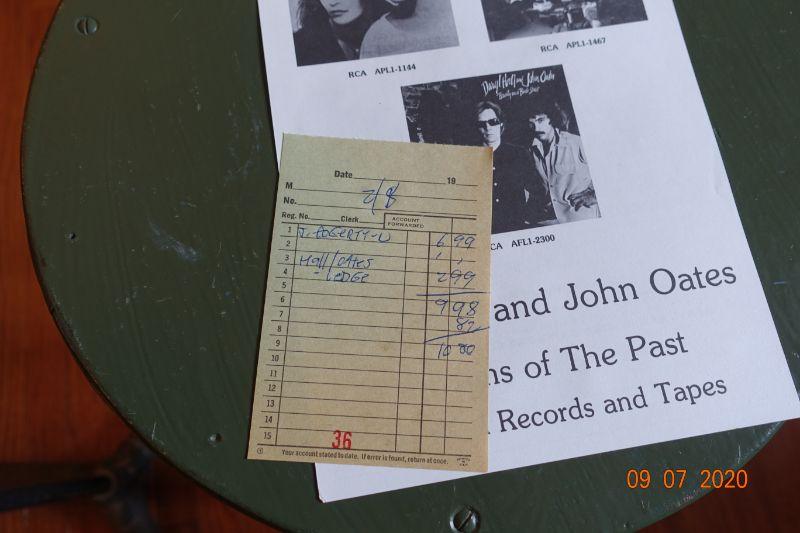 RCA APL1-1144
RCA APL1-1467
Daryl Hall and John Oates
CA AFL1-2300
and John Oates
ns of The Past
Records and Tapes
Date 19
M
2/8
No.
Reg. No. Clerk ACCOUNT FORWARDED
1 J. FOGERTY-U 6 99
2
3 Hall/OATES
4 - LEDGE 2 99
5
6 9 98
7 82
8
9 10 80
10
11
12
13
14
15
36
Your account stated to date. If error is found, return at once.
09 07 2020